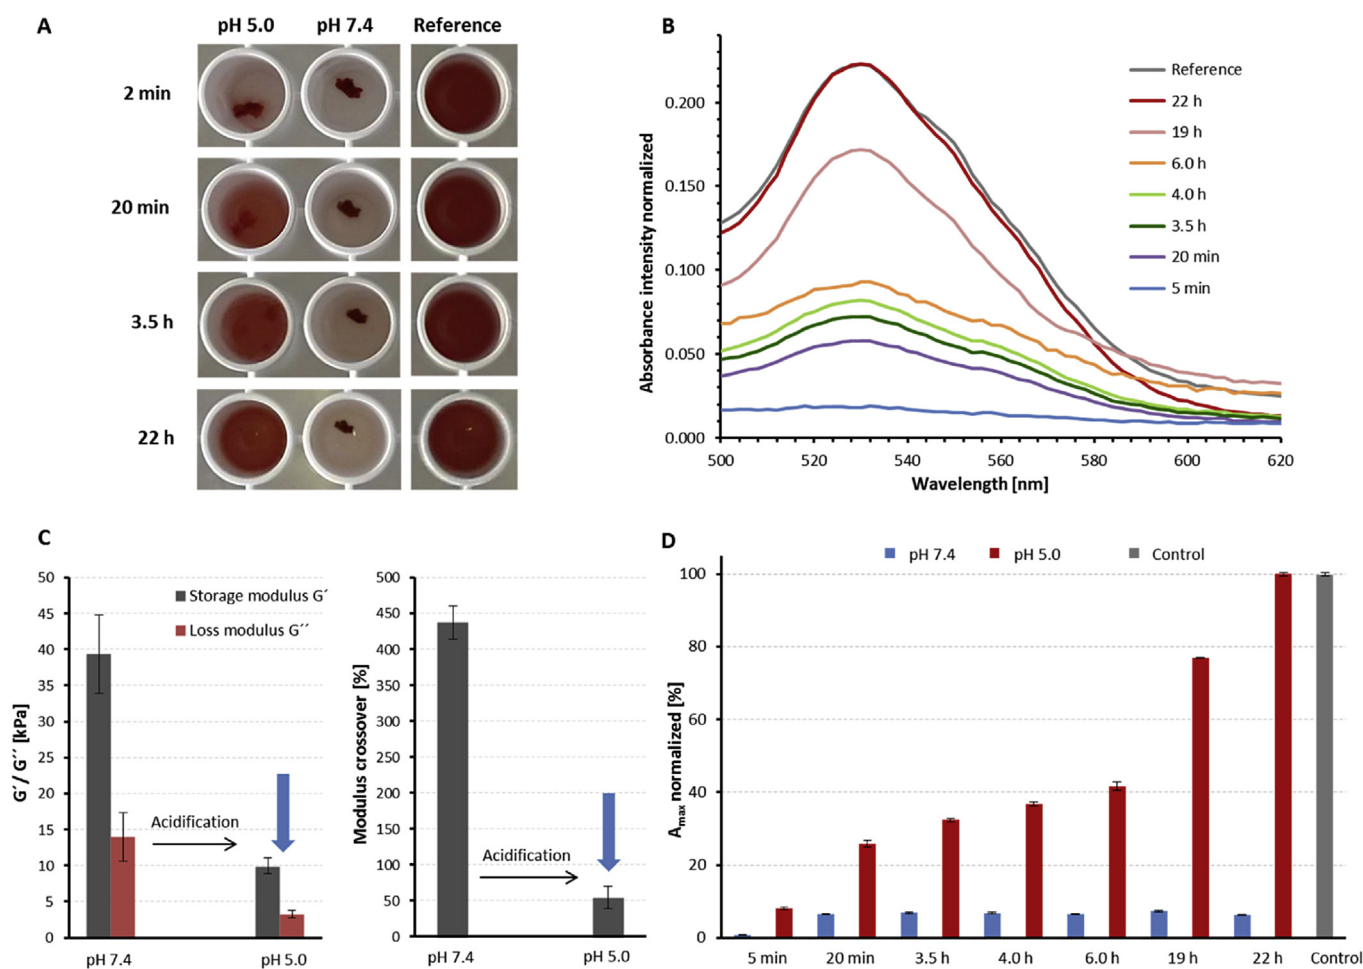 A
pH 5.0
pH 7.4
Reference
2 min
20 min
3.5 h
22 h
B
Absorbance intensity normalized
0.200
0.150
0.100
0.050
0.000
500
520
540
560
580
600
620
Wavelength [nm]
Reference
22 h
19 h
6.0 h
4.0 h
3.5 h
20 min
5 min
C
G´/ G´´ [kPa]
50
45
40
35
30
25
20
15
10
5
0
Storage modulus G´
Loss modulus G´´
Acidification
pH 7.4
pH 5.0
Modulus crossover [%]
500
450
400
350
300
250
200
150
100
50
0
Acidification
pH 7.4
pH 5.0
D
pH 7.4
pH 5.0
Control
Amax normalized [%]
100
80
60
40
20
0
5 min
20 min
3.5 h
4.0 h
6.0 h
19 h
22 h
Control